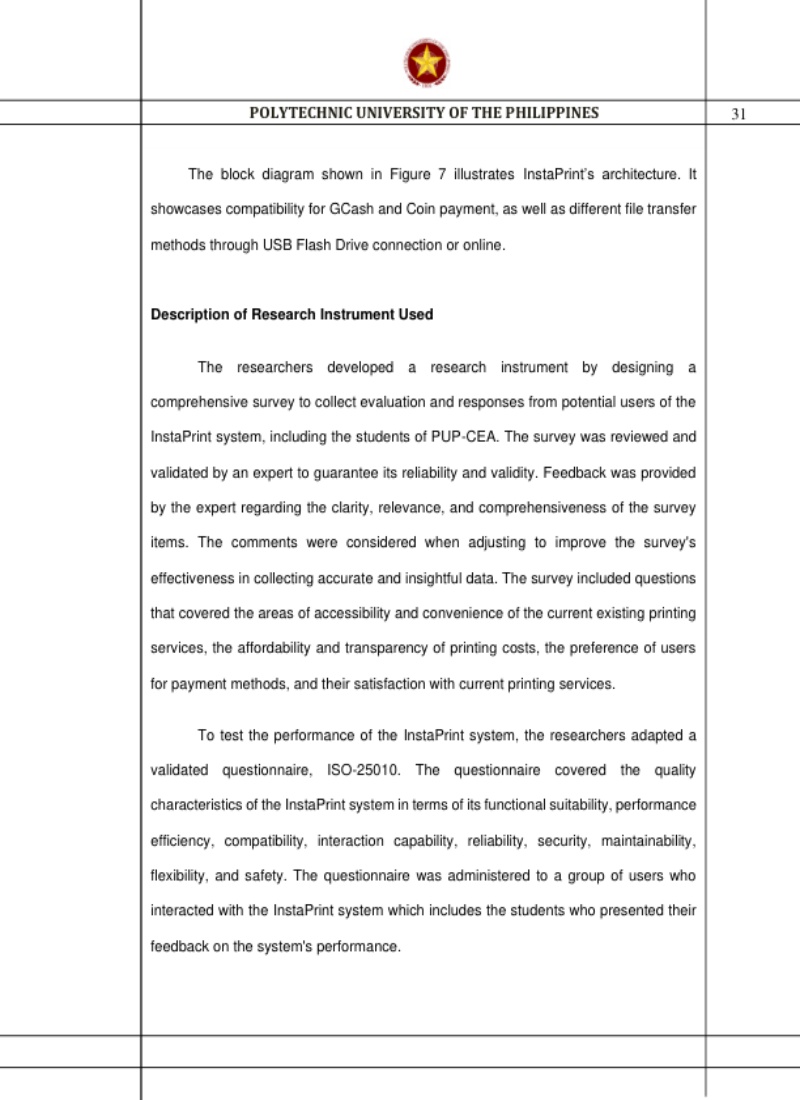 POLYTECHNIC UNIVERSITY OF THE PHILIPPINES 31
The block diagram shown in Figure 7 illustrates InstaPrint's architecture. It
showcases compatibility for GCash and Coin payment, as well as different file transfer
methods through USB Flash Drive connection or online.
Description of Research Instrument Used
The researchers developed a research instrument by designing a
comprehensive survey to collect evaluation and responses from potential users of the
InstaPrint system, including the students of PUP-CEA. The survey was reviewed and
validated by an expert to guarantee its reliability and validity. Feedback was provided
by the expert regarding the clarity, relevance, and comprehensiveness of the survey
items. The comments were considered when adjusting to improve the survey's
effectiveness in collecting accurate and insightful data. The survey included questions
that covered the areas of accessibility and convenience of the current existing printing
services, the affordability and transparency of printing costs, the preference of users
for payment methods, and their satisfaction with current printing services.
To test the performance of the InstaPrint system, the researchers adapted a
validated questionnaire, ISO-25010. The questionnaire covered the quality
characteristics of the InstaPrint system in terms of its functional suitability, performance
efficiency, compatibility, interaction capability, reliability, security, maintainability,
flexibility, and safety. The questionnaire was administered to a group of users who
interacted with the InstaPrint system which includes the students who presented their
feedback on the system's performance.